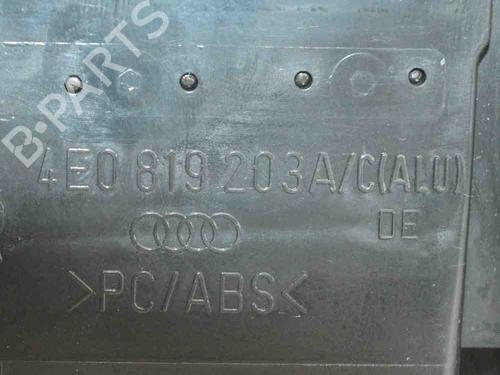 B-PARTS
4E0 819 203A/C(ALU)
DE
>PC/ABS<